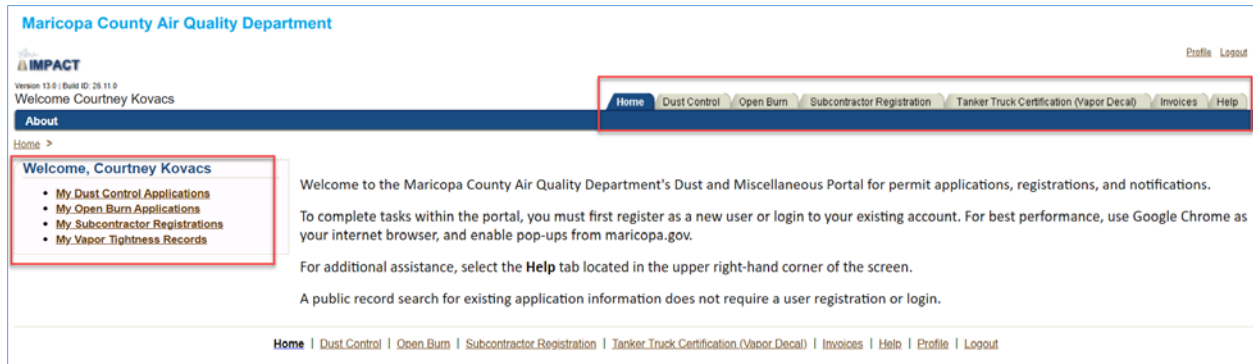 Maricopa County Air Quality Department
IMPACT
Profile Logout
Version 13.0 | Build ID: 26.11.0
Welcome Courtney Kovacs
Home Dust Control Open Burn Subcontractor Registration Tanker Truck Certification (Vapor Decal) Invoices Help
About
Home >
Welcome, Courtney Kovacs
• My Dust Control Applications
• My Open Burn Applications
• My Subcontractor Registrations
• My Vapor Tightness Records
Welcome to the Maricopa County Air Quality Department's Dust and Miscellaneous Portal for permit applications, registrations, and notifications.
To complete tasks within the portal, you must first register as a new user or login to your existing account. For best performance, use Google Chrome as
your internet browser, and enable pop-ups from maricopa.gov.
For additional assistance, select the Help tab located in the upper right-hand corner of the screen.
A public record search for existing application information does not require a user registration or login.
Home | Dust Control | Open Burn | Subcontractor Registration | Tanker Truck Certification (Vapor Decal) | Invoices | Help | Profile | Logout